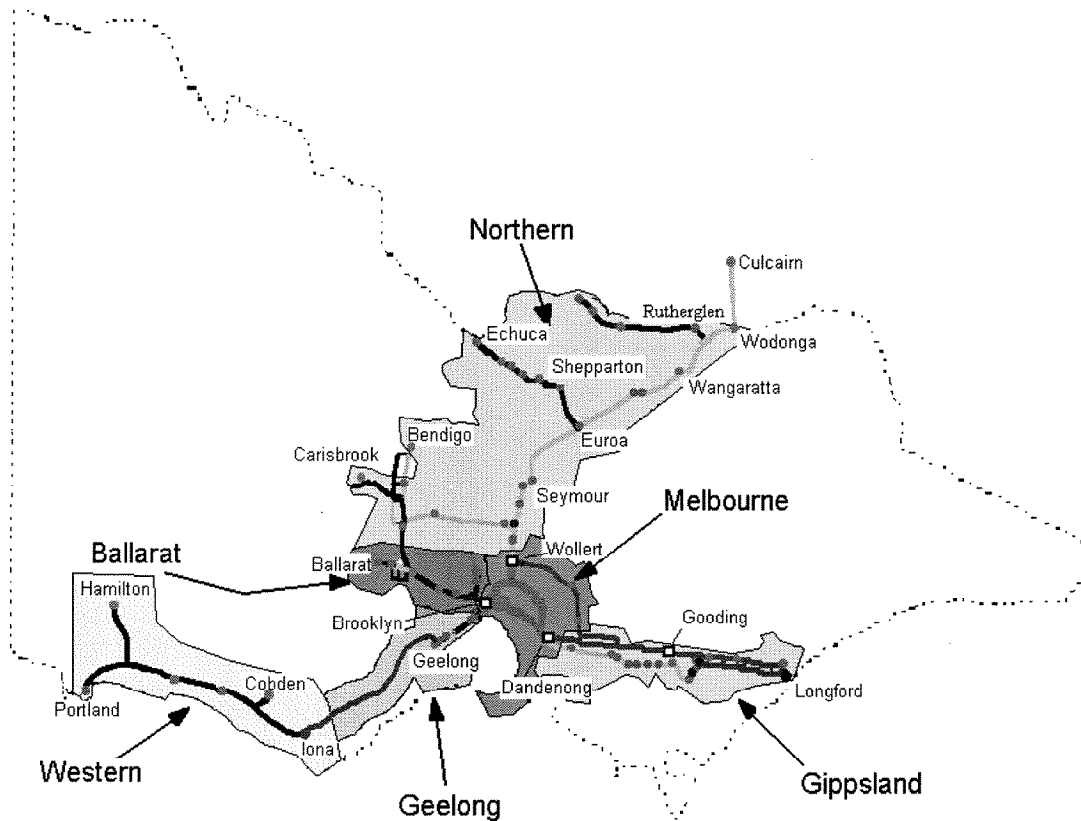 Northern
Culcairn
Rutherglen
Echuca
Wodonga
Shepparton
Wangaratta
Bendigo
Euroa
Carisbrook
Seymour
Melbourne
Ballarat
Wollert
Ballarat
Hamilton
Gooding
Brooklyn
Geelong
Cobden
Dandenong
Longford
Portland
Iona
Western
Gippsland
Geelong